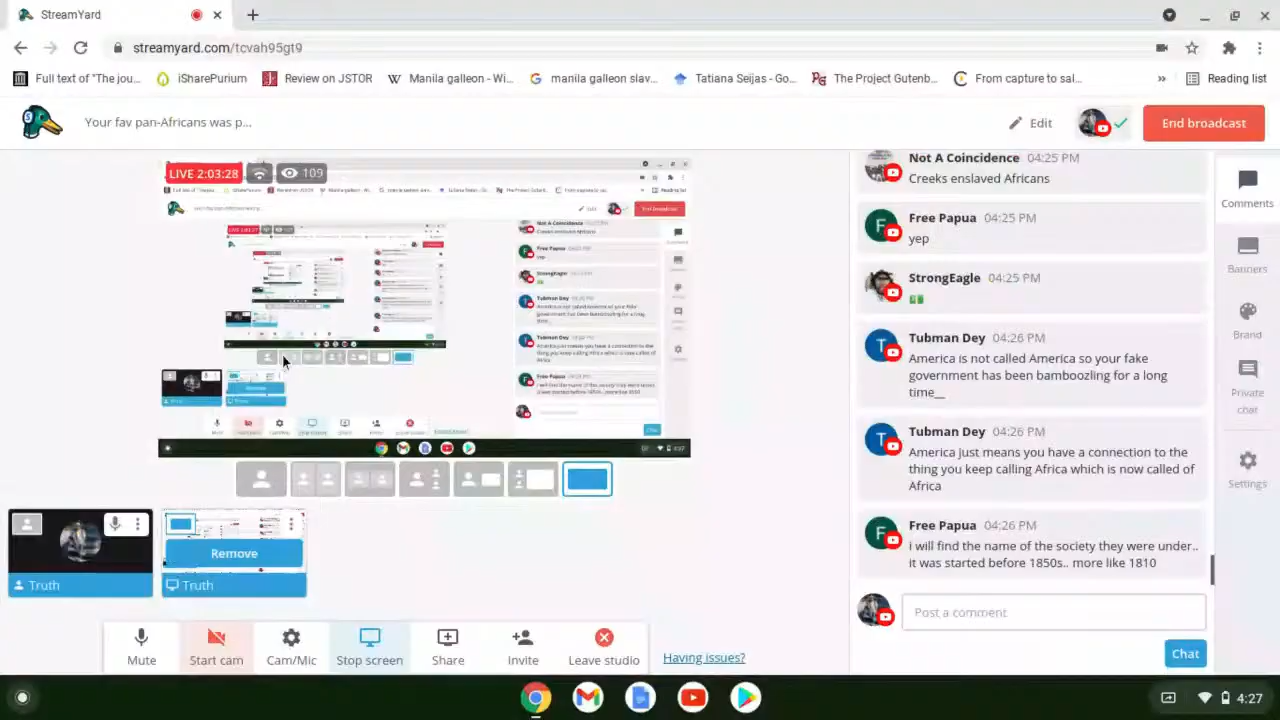 StreamYard
streamyard.com/tcvah95gt9
Full text of "The jou...
iSharePurium
Review on JSTOR
Manila galleon - Wi...
manila galleon slav...
Tatiana Seijas - Go...
The Project Gutenb...
From capture to sal...
»
Reading list
Your fav pan-Africans was p...
Edit
End broadcast
LIVE 2:03:28
109
Not A Coincidence 04:25 PM
Creeks enslaved Africans
Free Papua 04:25 PM
yep
StrongEagle 04:25 PM
Tubman Dey 04:26 PM
America is not called America so your fake
government has been bamboozling for a long
time__
Tubman Dey 04:26 PM
America just means you have a connection to the
thing you keep calling Africa which is now called of
Africa
Free Papua 04:26 PM
i will find the name of the society they were under..
it was started before 1850s.. more like 1810
Post a comment
Chat
Comments
Banners
Brand
Private
chat
Settings
Truth
Remove
Truth
Mute
Start cam
Cam/Mic
Stop screen
Share
Invite
Leave studio
Having issues?
4:27